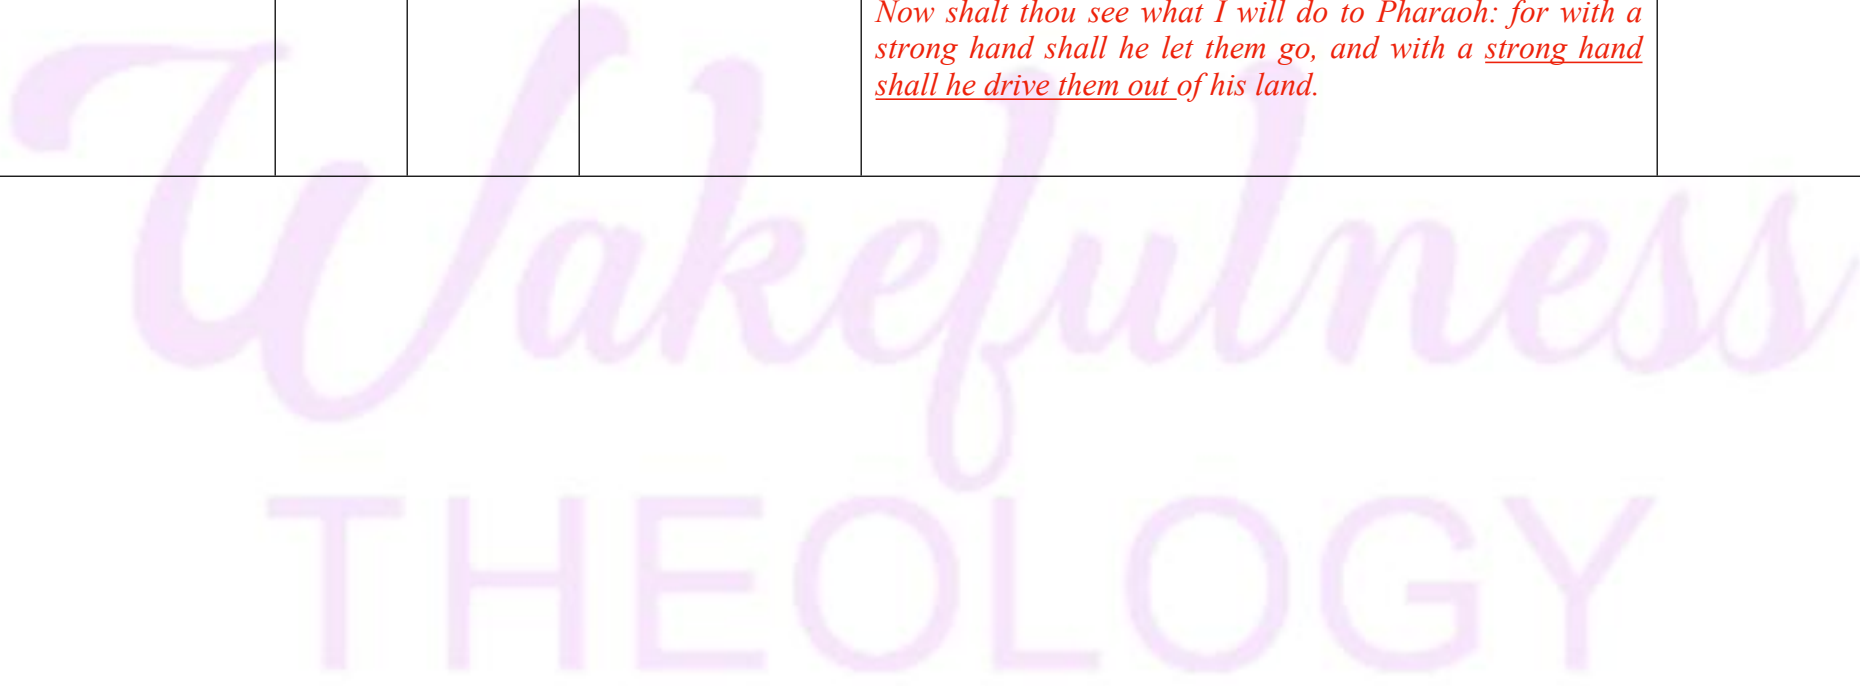 Now shalt thou see what I will do to Pharaoh: for with a
strong hand shall he let them go, and with a strong hand
shall he drive them out of his land.
Wakefulness
THEOLOGY